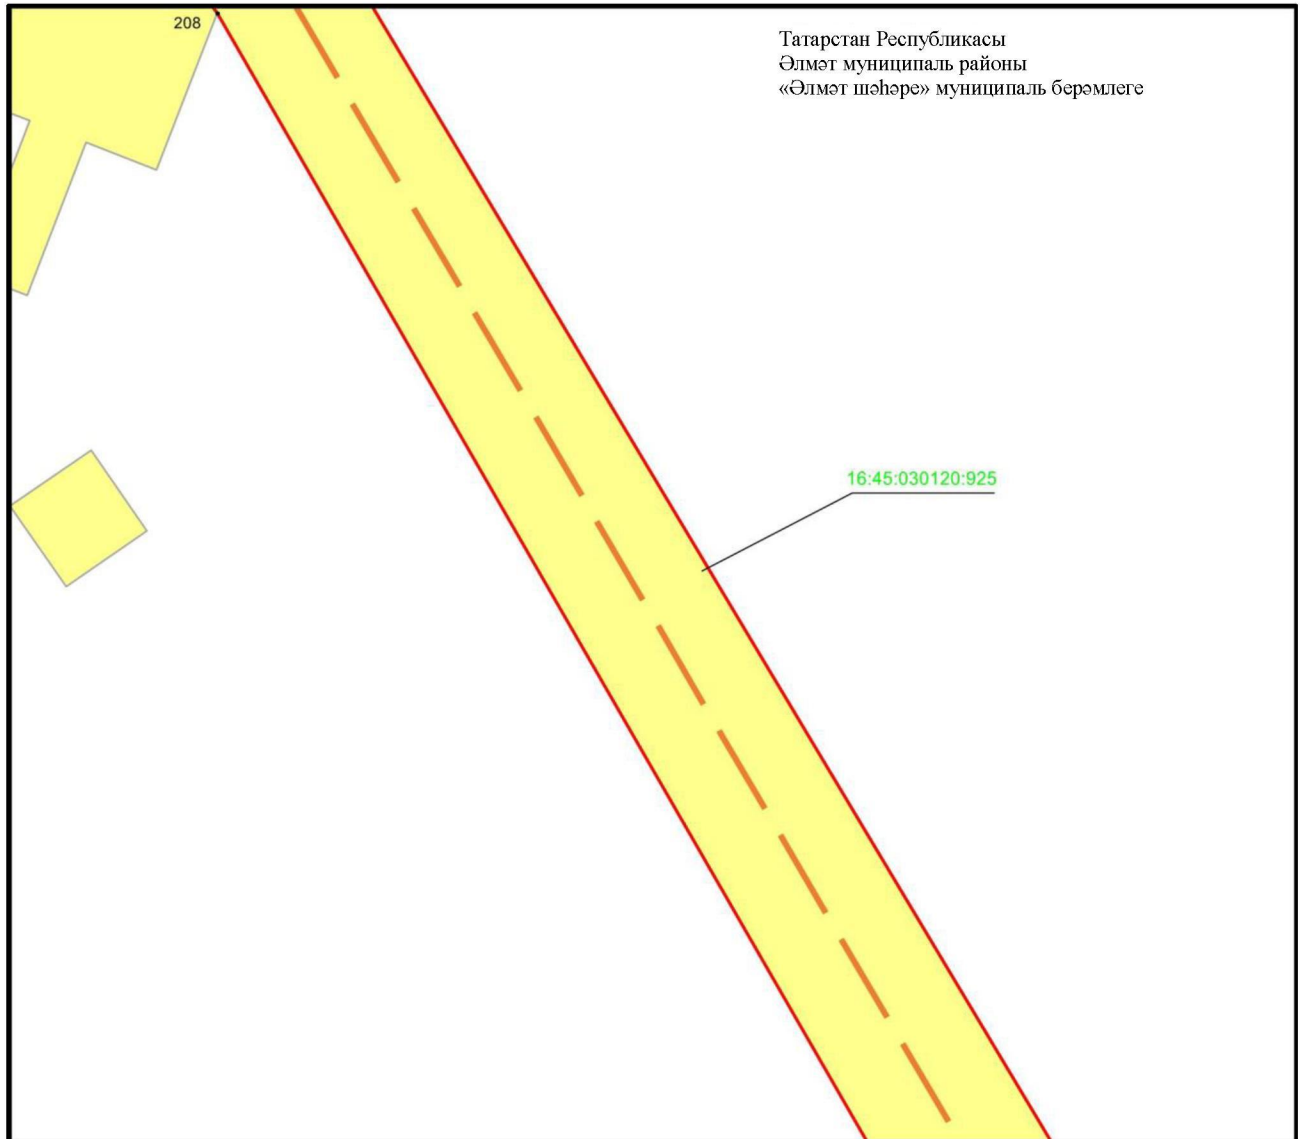 208
Татарстан Республикасы
Әлмәт муниципаль районы
«Әлмәт шәһәре» муниципаль берәмлеге
16:45:030120:925